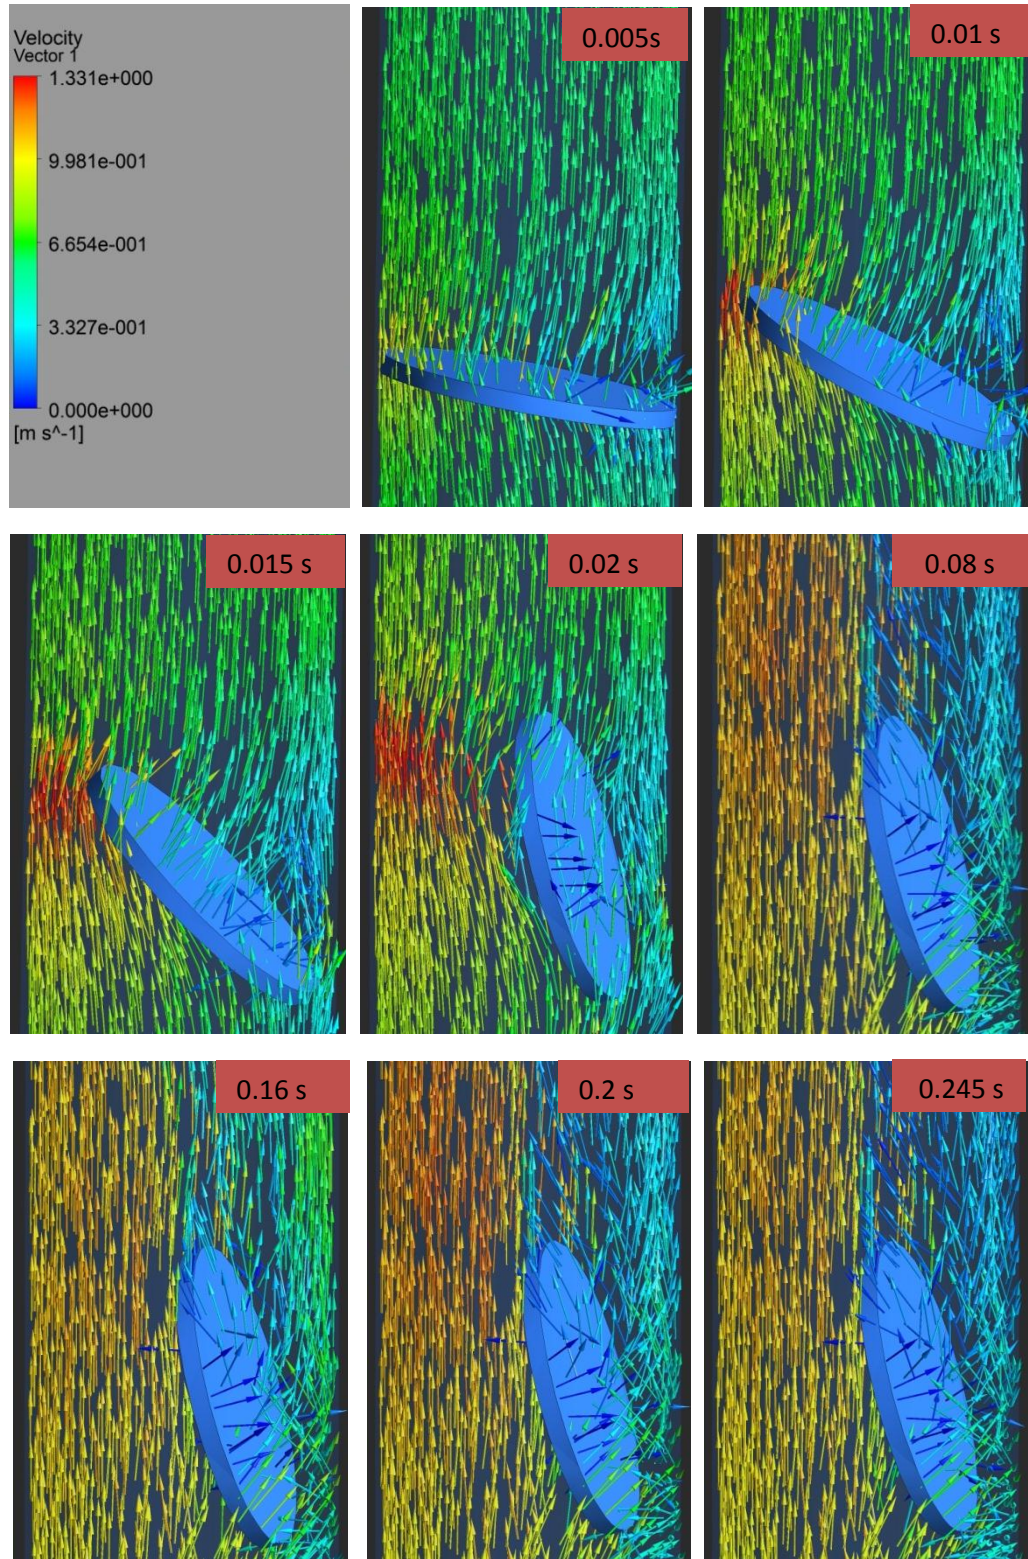 Velocity
Vector 1
1.331e+000
9.981e-001
6.654e-001
3.327e-001
0.000e+000
[m s^-1]
0.005s
0.01 s
0.015 s
0.02 s
0.08 s
0.16 s
0.2 s
0.245 s